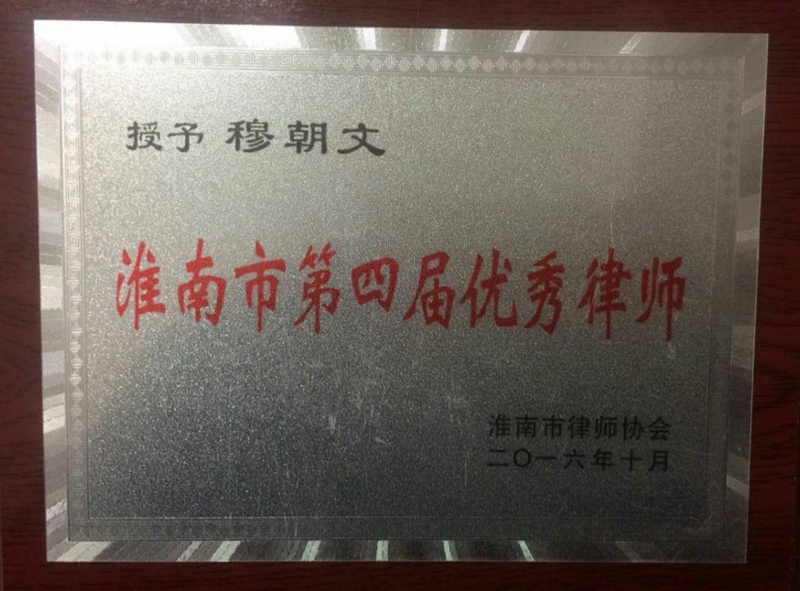 授予 穆朝文
淮南市第四届优秀律师
淮南市律师协会
二〇一六年十月